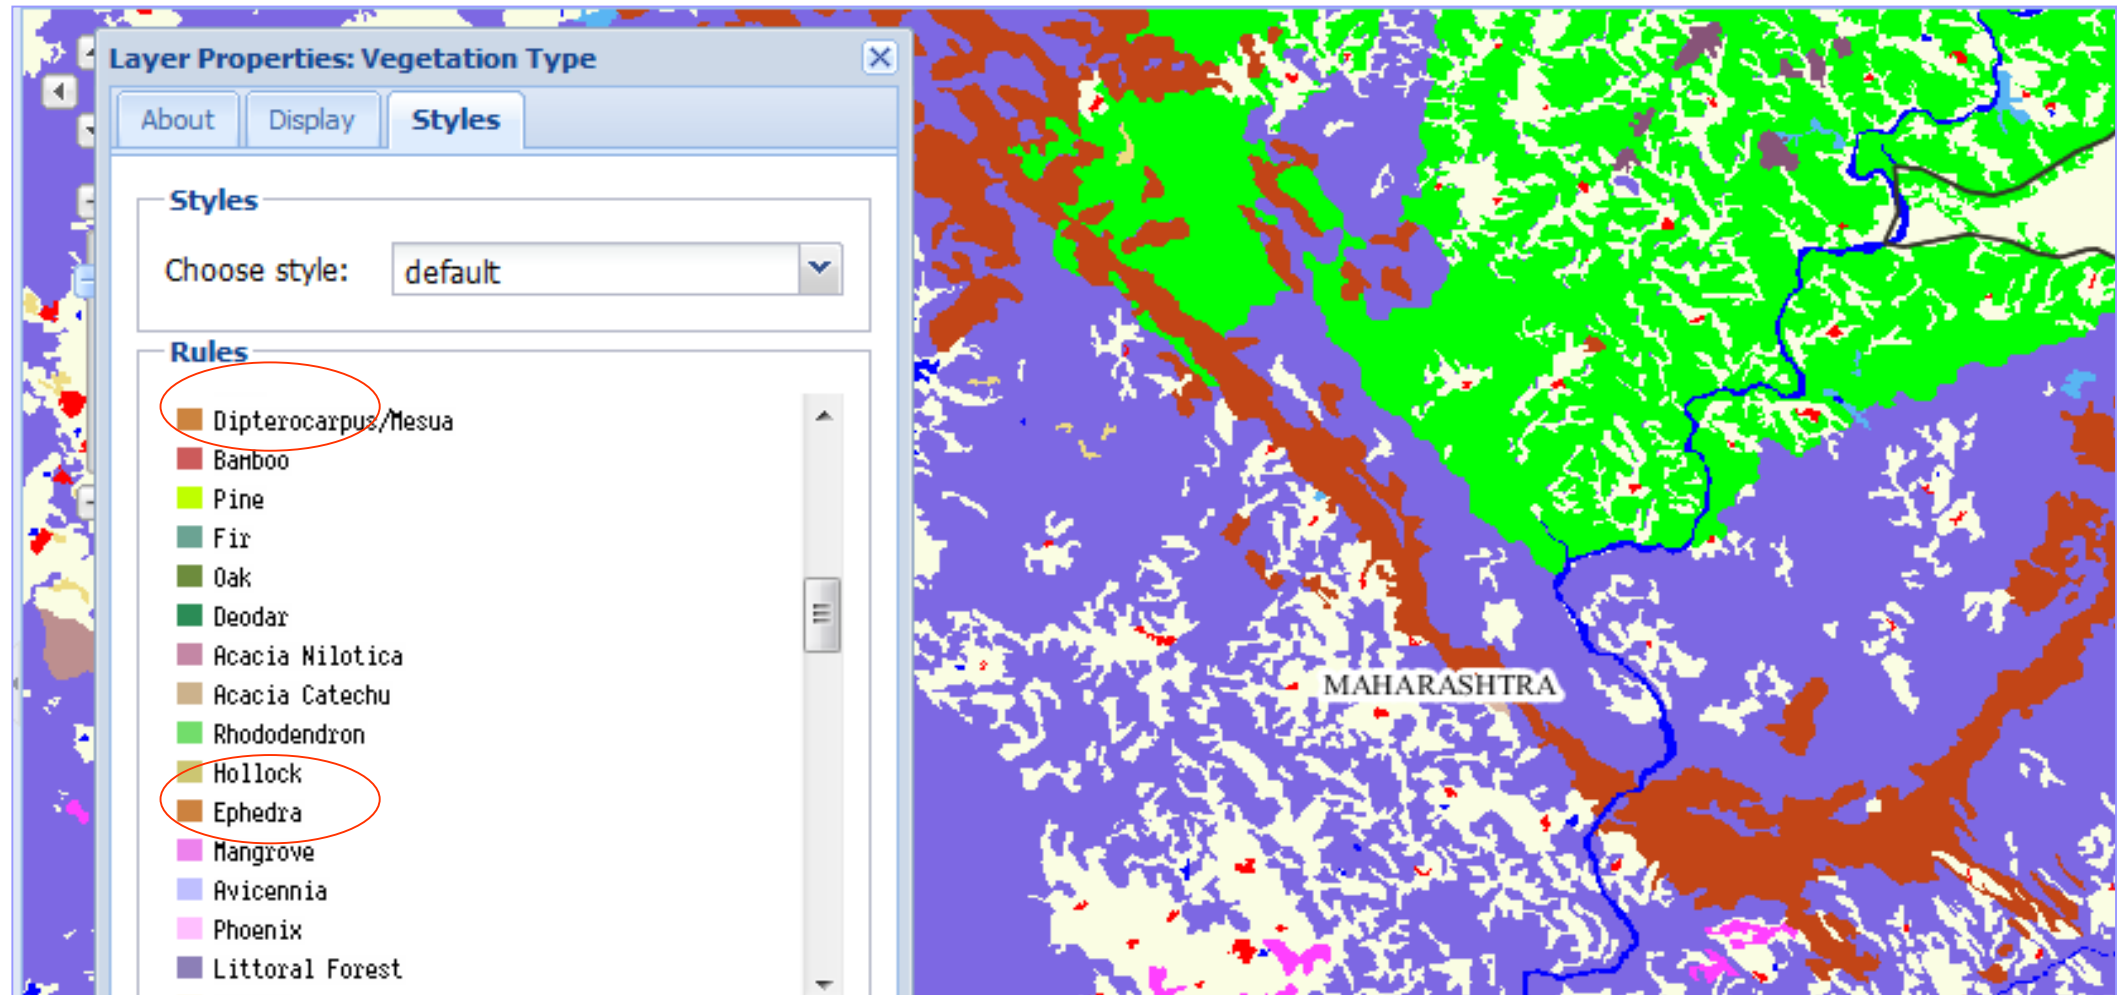 Layer Properties: Vegetation Type
About Display Styles
Styles
Choose style: default
Rules
Dipterocarpus/Mesua
Bamboo
Pine
Fir
Oak
Deodar
Acacia Nilotica
Acacia Catechu
Rhododendron
Hollock
Ephedra
Mangrove
Avicennia
Phoenix
Littoral Forest
MAHARASHTRA